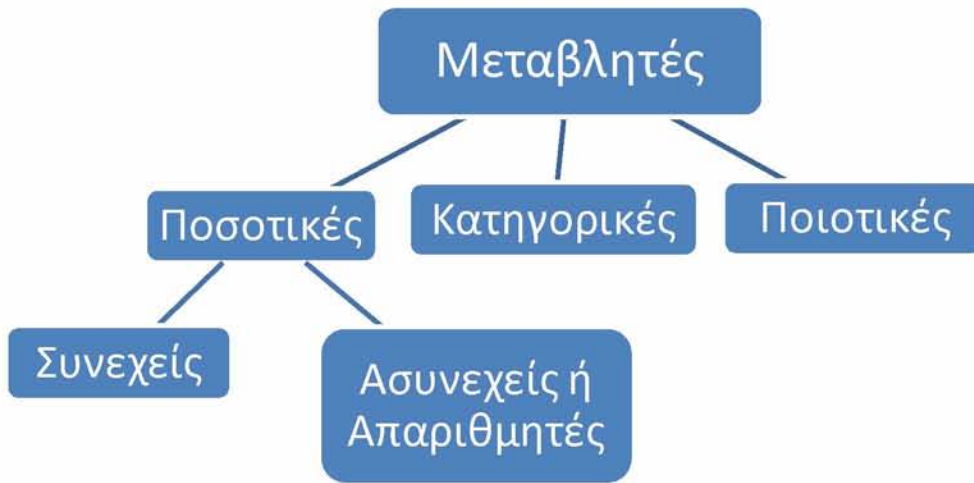 Μεταβλητές
Ποσοτικές
Κατηγορικές
Ποιοτικές
Συνεχείς
Ασυνεχείς ή
Απαριθμητές